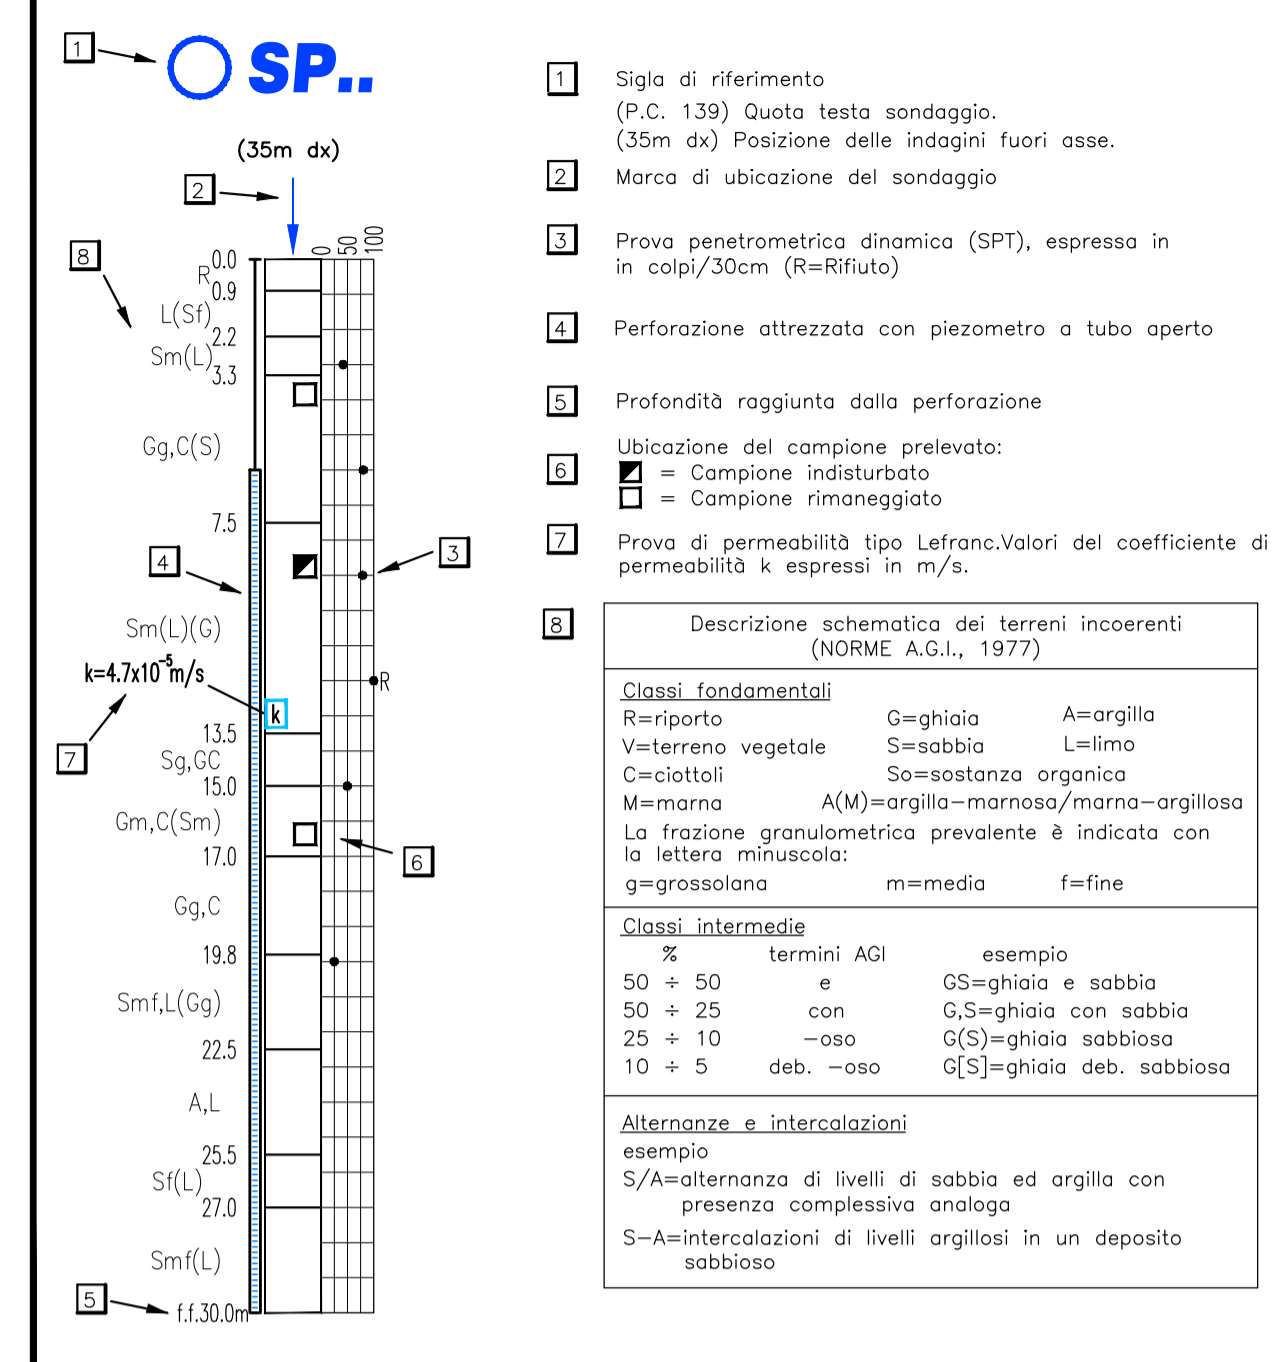 1
SP..
(35m dx)
2
8
0 50 100
0.0
R
0.9
L(Sf)
2.2
Sm(L)
3.3
Gg,C(S)
7.5
3
4
Sm(L)(G)
k=4.7x10⁻⁵m/s
R
k
7
13.5
Sg,GC
15.0
Gm,C(Sm)
6
17.0
Gg,C
19.8
Smf,L(Gg)
22.5
A,L
25.5
Sf(L)
27.0
Smf(L)
5
f.f.30.0m
1 Sigla di riferimento
(P.C. 139) Quota testa sondaggio.
(35m dx) Posizione delle indagini fuori asse.
2 Marca di ubicazione del sondaggio
3 Prova penetrometrica dinamica (SPT), espressa in
in colpi/30cm (R=Rifiuto)
4 Perforazione attrezzata con piezometro a tubo aperto
5 Profondità raggiunta dalla perforazione
Ubicazione del campione prelevato:
6 = Campione indisturbato
= Campione rimaneggiato
7 Prova di permeabilità tipo Lefranc.Valori del coefficiente di
permeabilità k espressi in m/s.
8 Descrizione schematica dei terreni incoerenti
(NORME A.G.I., 1977)
Classi fondamentali
R=riporto G=ghiaia A=argilla
V=terreno vegetale S=sabbia L=limo
C=ciottoli So=sostanza organica
M=marna A(M)=argilla-marnosa/marna-argillosa
La frazione granulometrica prevalente è indicata con
la lettera minuscola:
g=grossolana m=media f=fine
Classi intermedie
% termini AGI esempio
50 ÷ 50 e GS=ghiaia e sabbia
50 ÷ 25 con G,S=ghiaia con sabbia
25 ÷ 10 -oso G(S)=ghiaia sabbiosa
10 ÷ 5 deb. -oso G[S]=ghiaia deb. sabbiosa
Alternanze e intercalazioni
esempio
S/A=alternanza di livelli di sabbia ed argilla con
presenza complessiva analoga
S-A=intercalazioni di livelli argillosi in un deposito
sabbioso